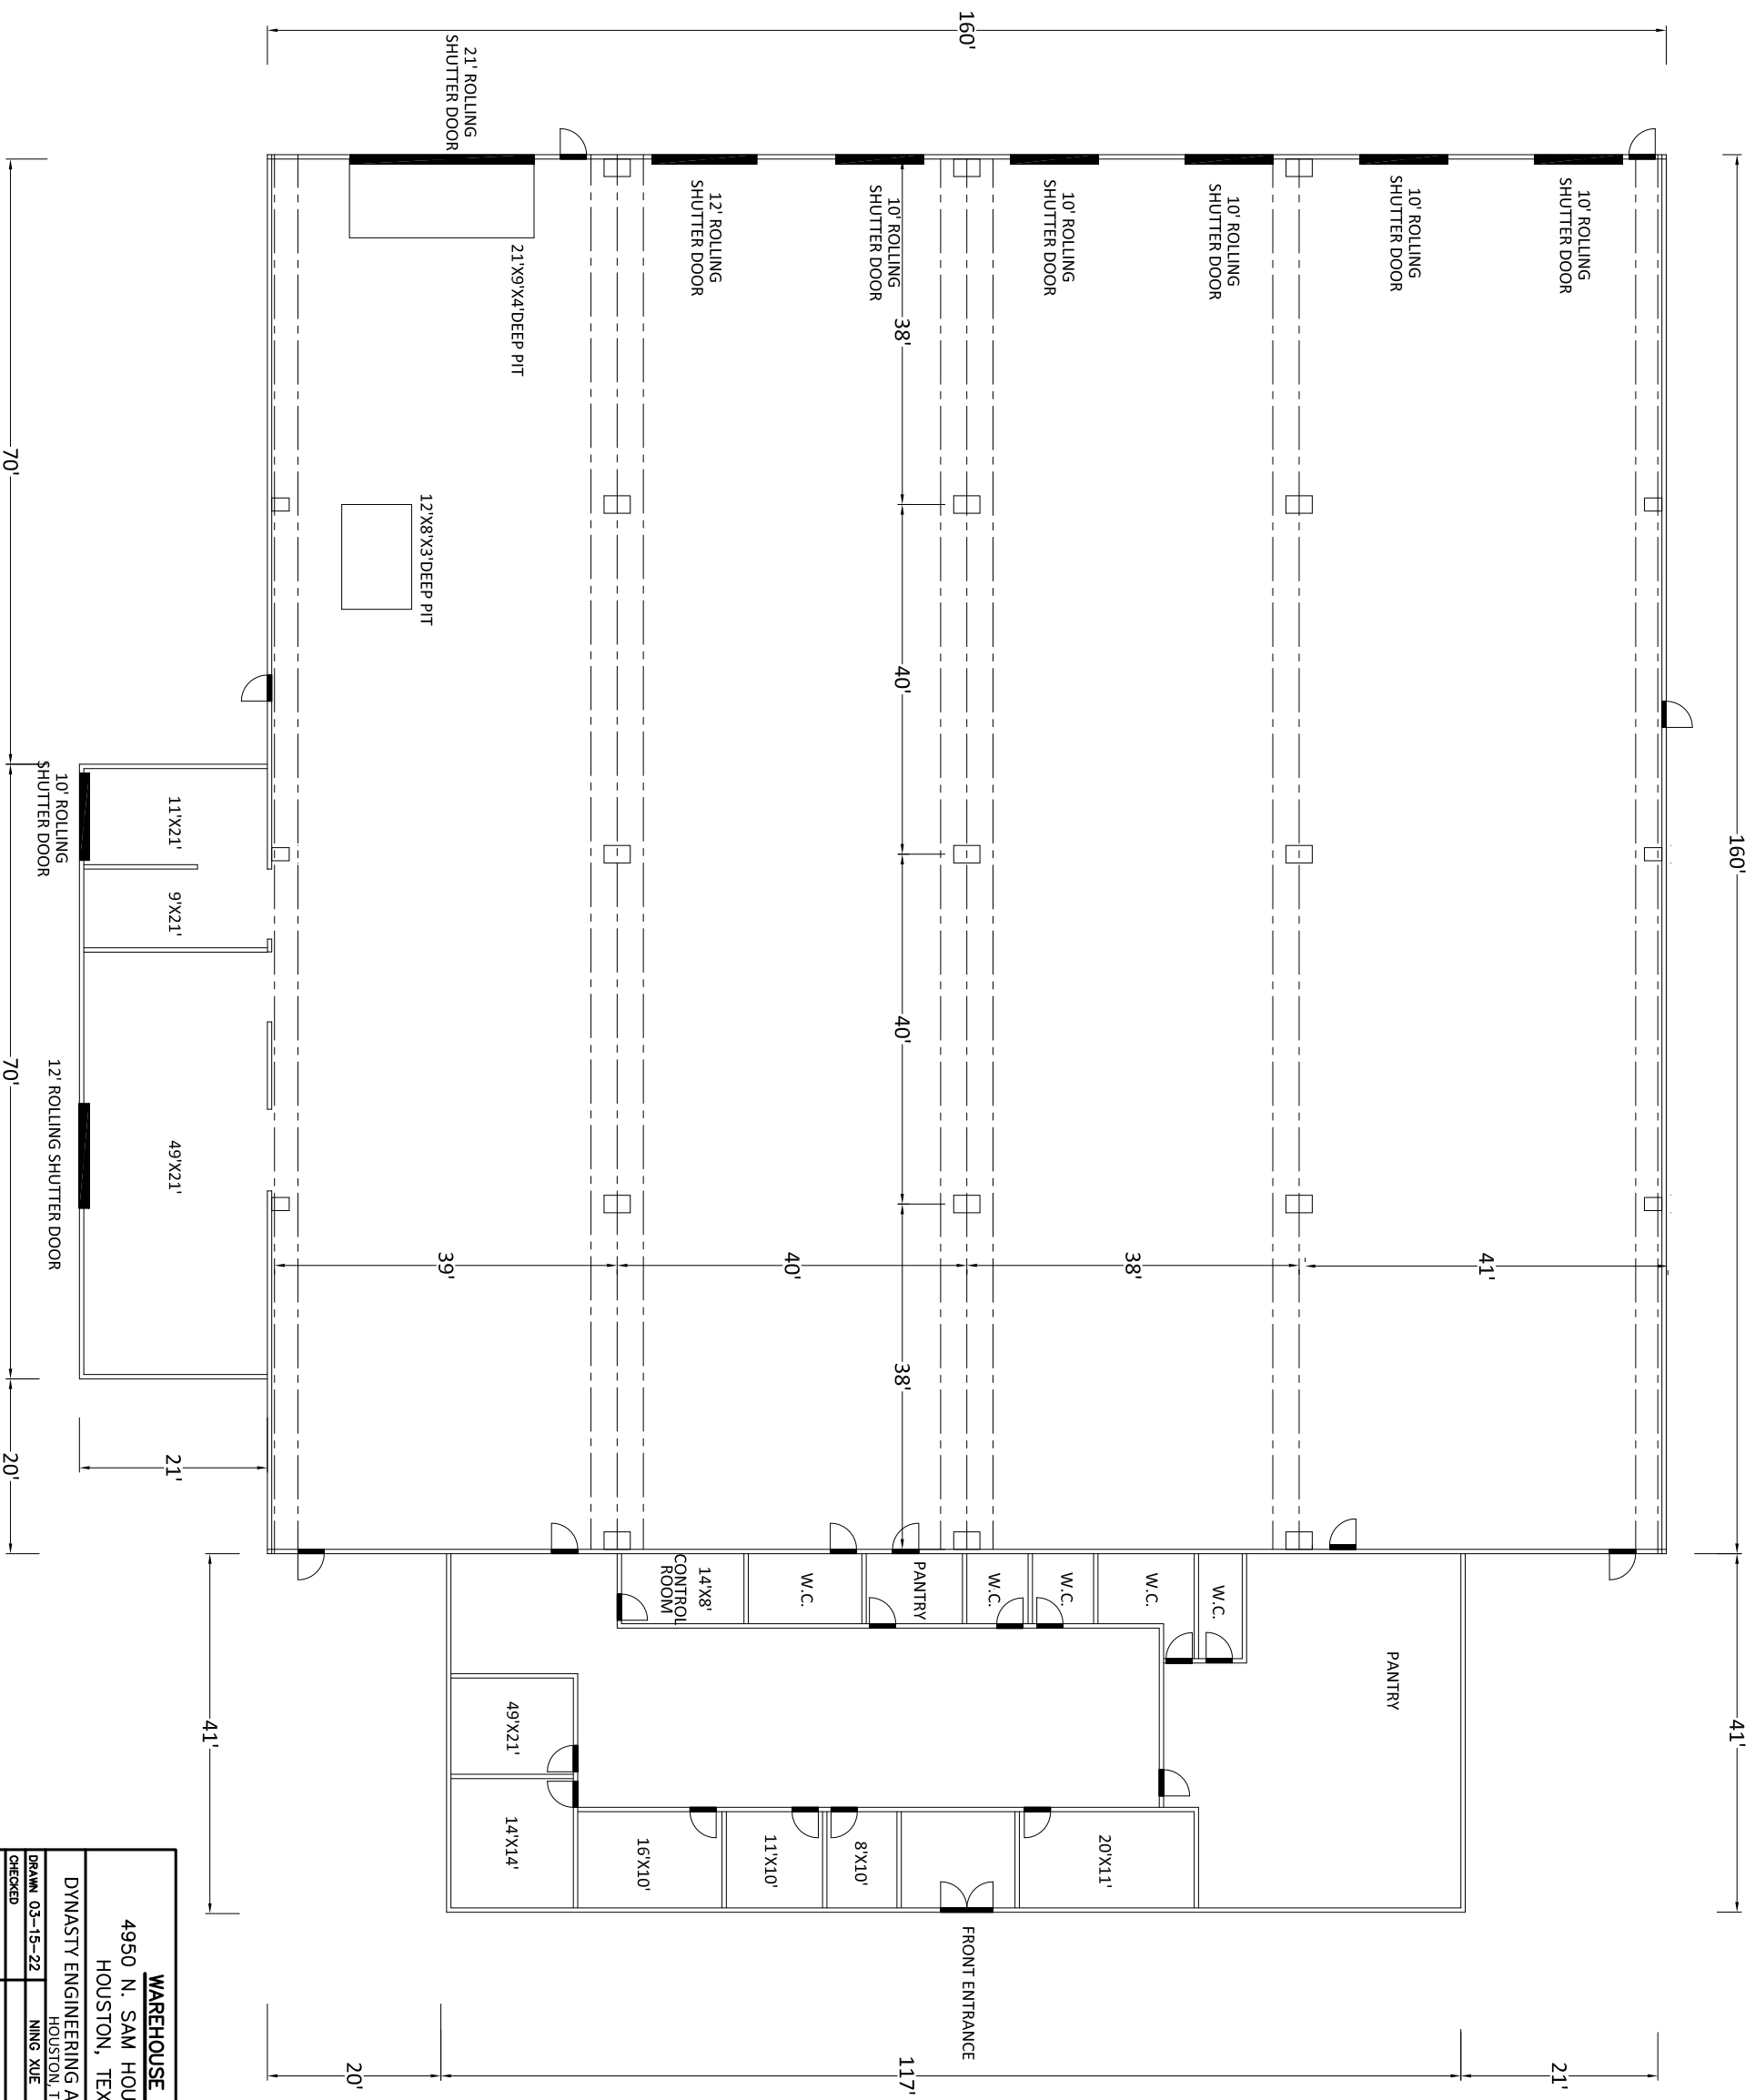 160'
160'
41'
21' ROLLING
SHUTTER DOOR
12' ROLLING
SHUTTER DOOR
10' ROLLING
SHUTTER DOOR
10' ROLLING
SHUTTER DOOR
10' ROLLING
SHUTTER DOOR
10' ROLLING
SHUTTER DOOR
10' ROLLING
SHUTTER DOOR
21'X9'X4'DEEP PIT
12'X8'X3'DEEP PIT
38'
40'
40'
38'
39'
40'
38'
41'
70'
70'
20'
10' ROLLING
SHUTTER DOOR
11'X21'
9'X21'
12' ROLLING SHUTTER DOOR
49'X21'
21'
41'
14'X8'
CONTROL
ROOM
W.C.
PANTRY
W.C.
W.C.
W.C.
W.C.
PANTRY
49'X21'
14'X14'
16'X10'
11'X10'
8'X10'
20'X11'
FRONT ENTRANCE
20'
117'
21'
WAREHOUSE
4950 N. SAM HOU
HOUSTON, TEX
DYNASTY ENGINEERING A
HOUSTON, T
DRAWN 03-15-22
NING XUE
CHECKED